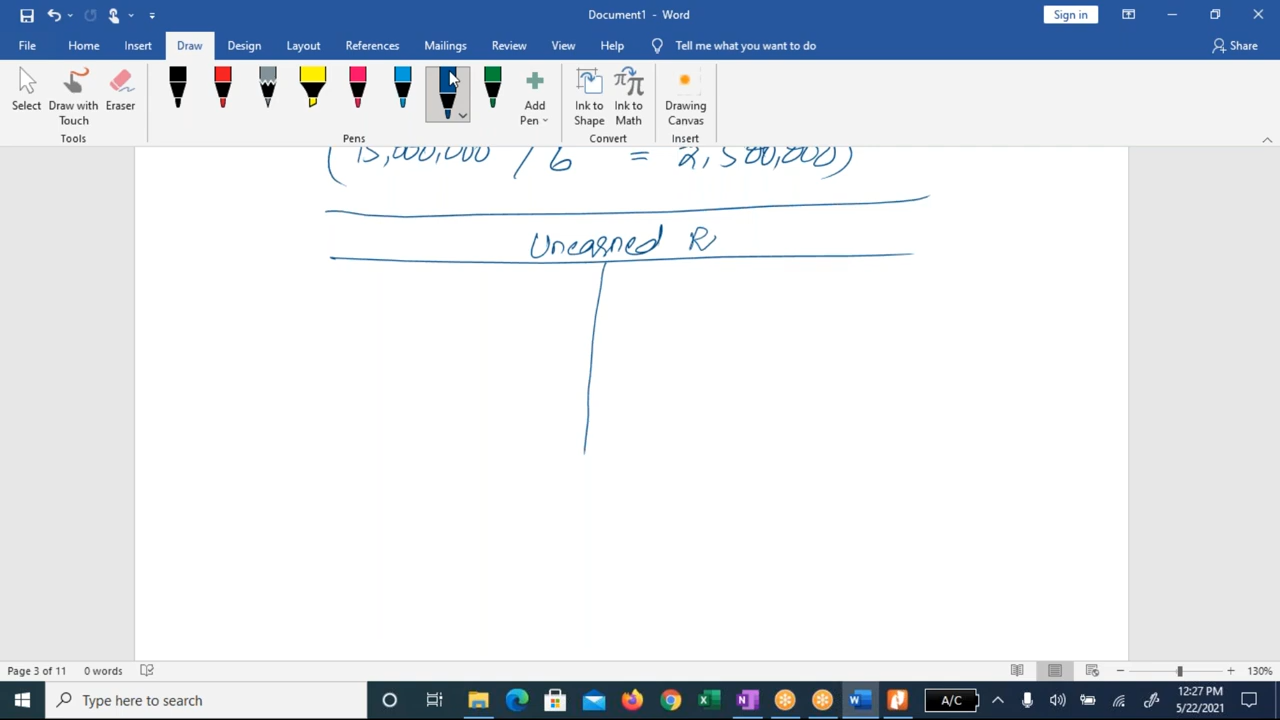 Document1 - Word
Sign in
File Home Insert Draw Design Layout References Mailings Review View Help Tell me what you want to do Share
Select
Draw with Touch
Eraser
Add Pen
Ink to Shape
Ink to Math
Drawing Canvas
Tools
Pens
Convert
Insert
(15,000,000 / 6 = 2,500,000)
Unearned R
Page 3 of 11 0 words 130%
Type here to search
A/C
12:27 PM
5/22/2021